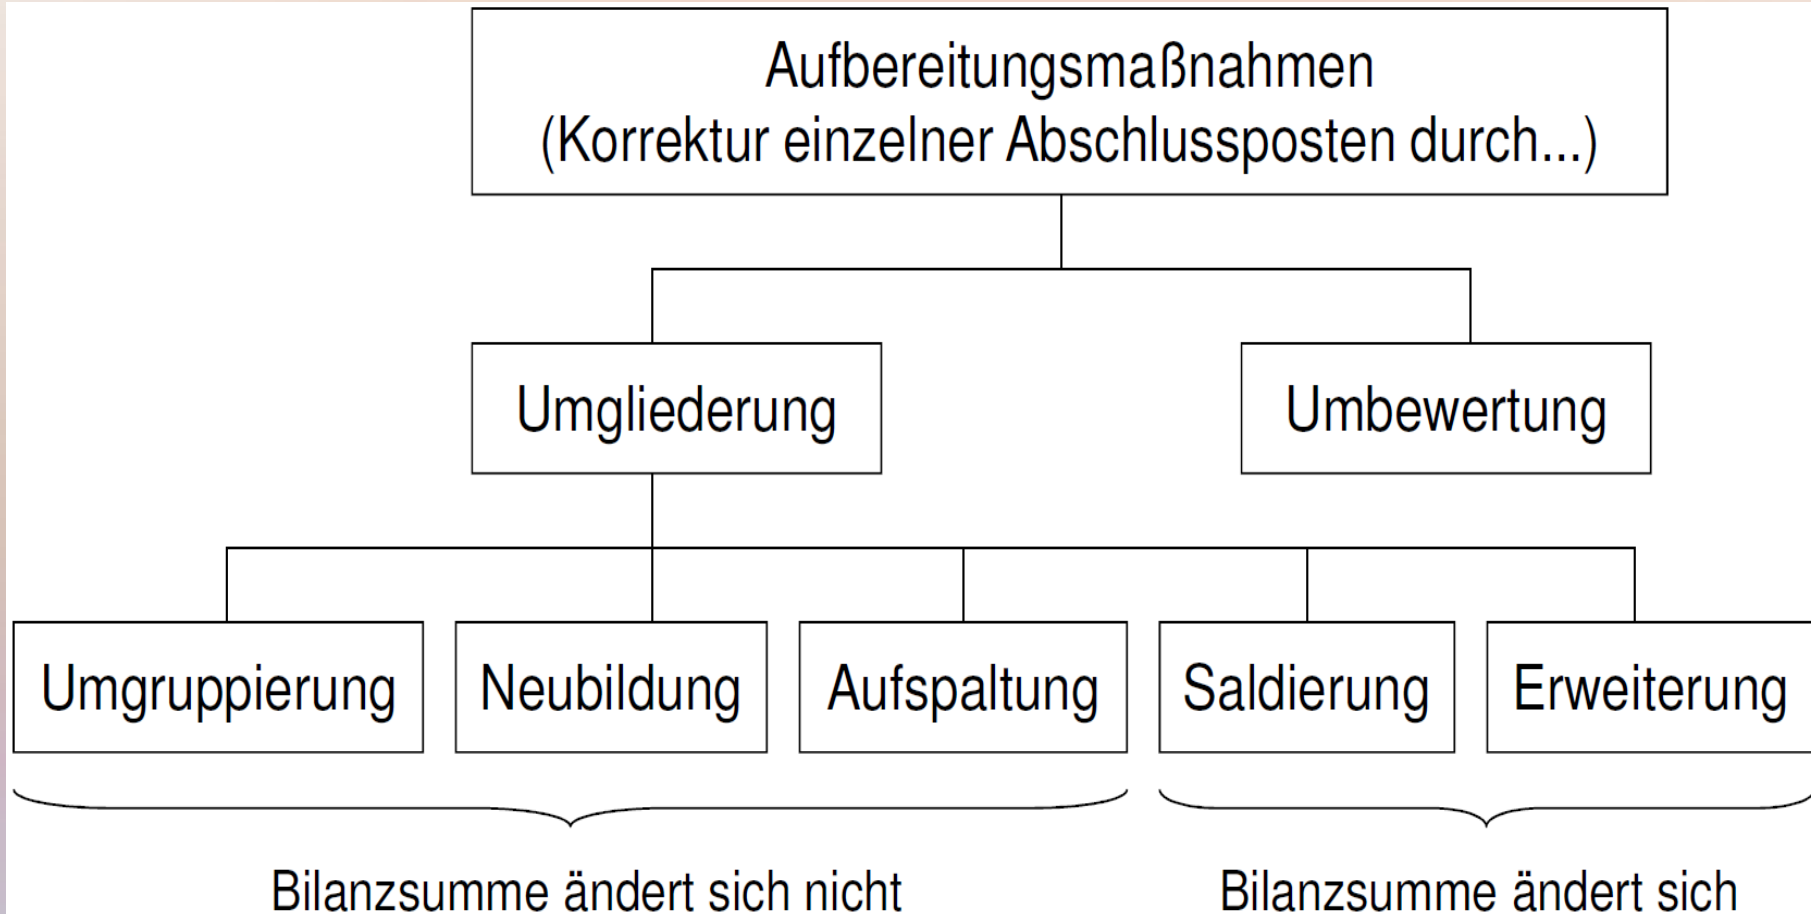 Aufbereitungsmaßnahmen
(Korrektur einzelner Abschlussposten durch...)
Umgliederung
Umbewertung
Umgruppierung
Neubildung
Aufspaltung
Saldierung
Erweiterung
Bilanzsumme ändert sich nicht
Bilanzsumme ändert sich